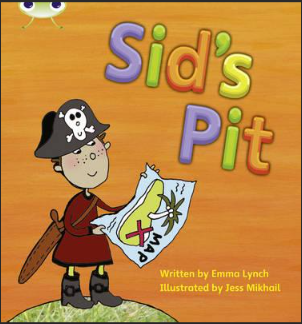 Sid's
Pit
MAP
Written by Emma Lynch
Illustrated by Jess Mikhail